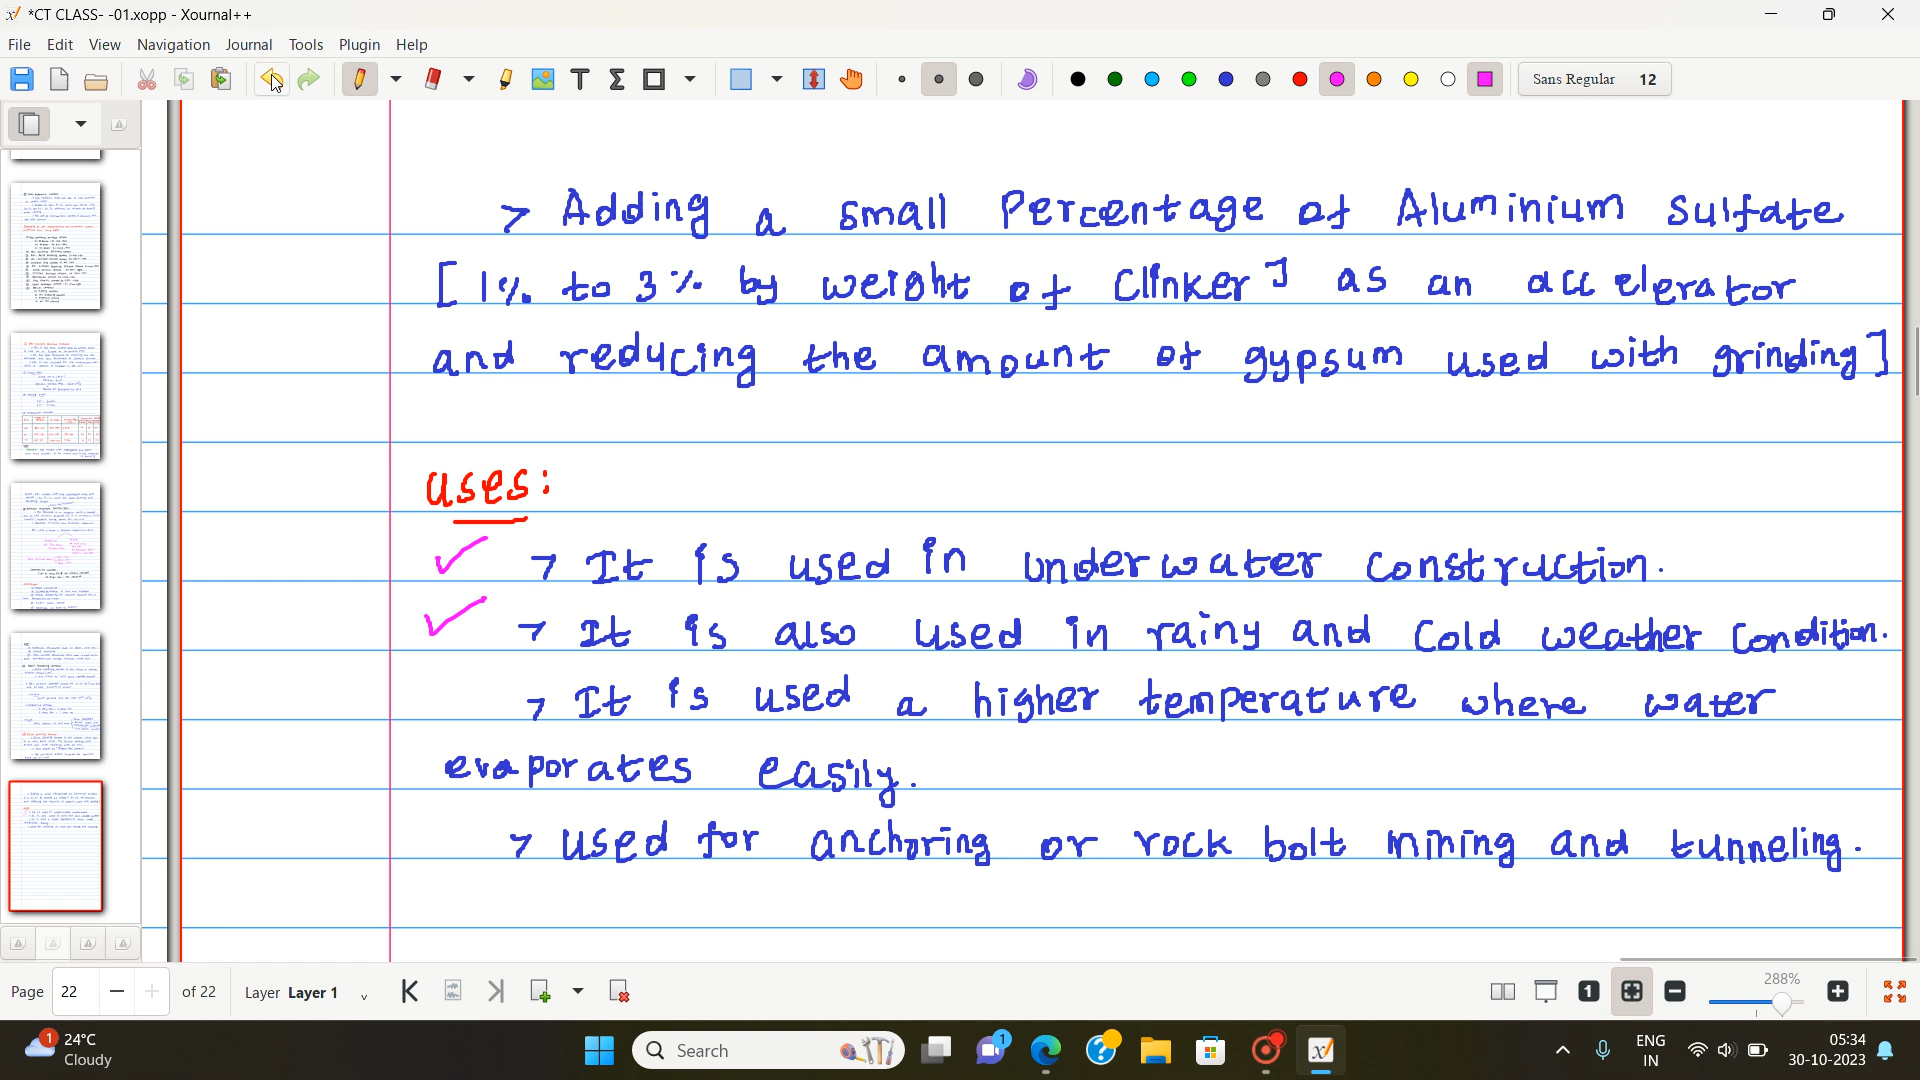 *CT CLASS- -01.xopp - Xournal++
File Edit View Navigation Journal Tools Plugin Help
Sans Regular 12
> Adding a small Percentage of Aluminium Sulfate
[ 1% to 3% by weight of Clinker ] as an accelerator
and reducing the amount of gypsum used with grinding ]
Uses:
> It is used in underwater construction.
> It is also used in rainy and cold weather condition.
> It is used a higher temperature where water
evaporates easily.
> used for anchoring or rock bolt mining and tunneling.
Page 22 of 22 Layer Layer 1 288%
24°C
Cloudy
Search
ENG
IN
05:34
30-10-2023